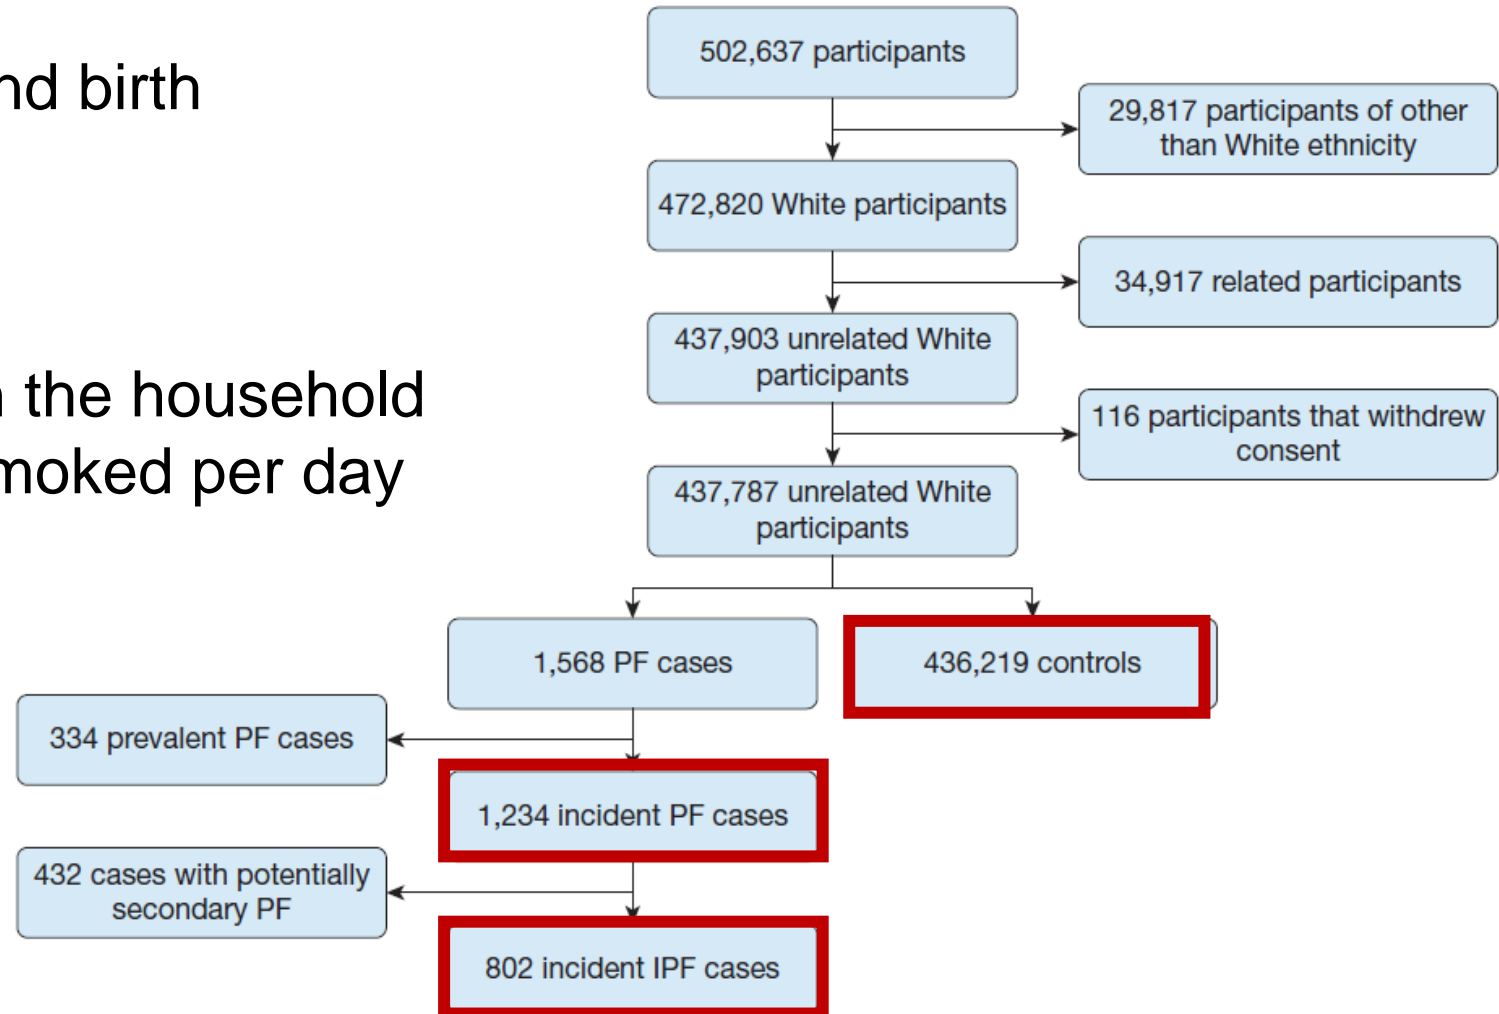 nd birth
n the household
moked per day
502,637 participants
29,817 participants of other
than White ethnicity
472,820 White participants
34,917 related participants
437,903 unrelated White
participants
116 participants that withdrew
consent
437,787 unrelated White
participants
1,568 PF cases
436,219 controls
334 prevalent PF cases
1,234 incident PF cases
432 cases with potentially
secondary PF
802 incident IPF cases